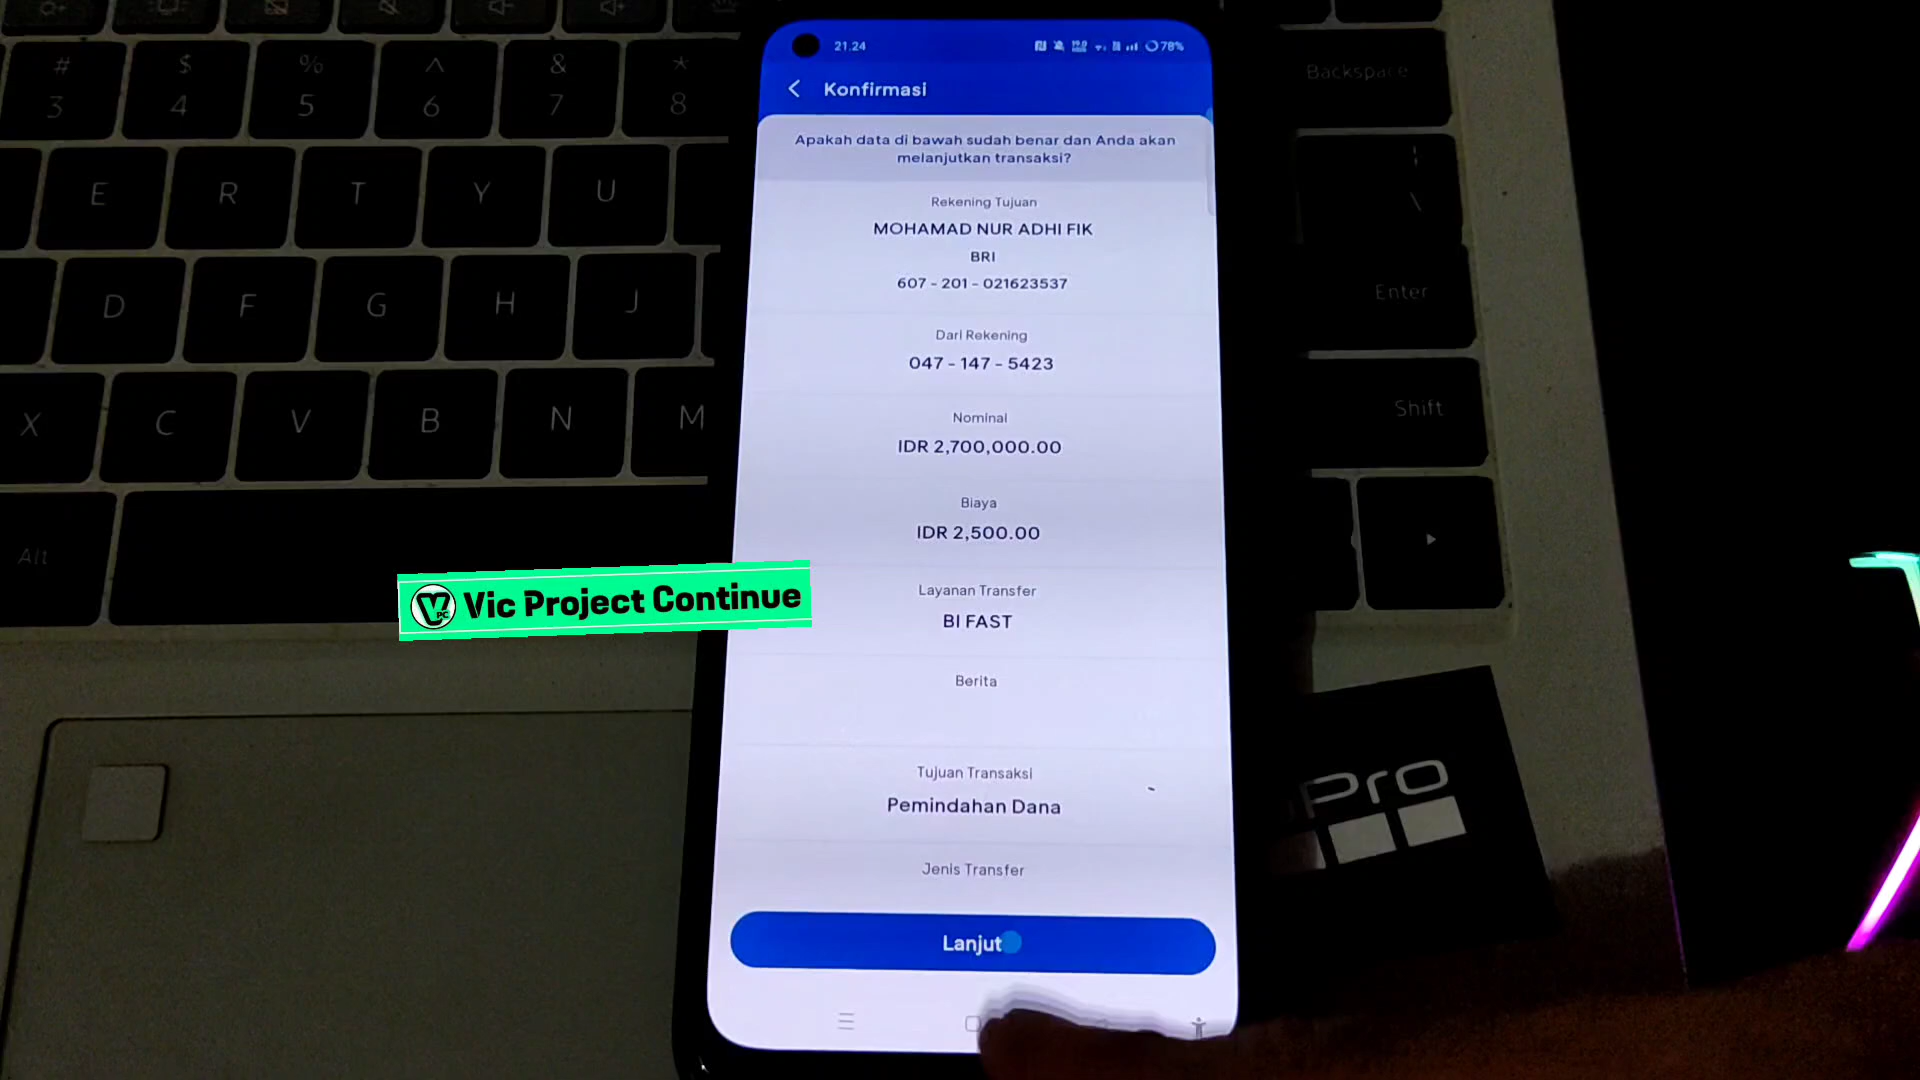 # $ % ^ & *
3 4 5 6 7 8
Backspace
E R T Y U
\
D F G H J
Enter
X C V B N M
Shift
Alt
21.24
78%
Konfirmasi
Apakah data di bawah sudah benar dan Anda akan
melanjutkan transaksi?
Rekening Tujuan
MOHAMAD NUR ADHI FIK
BRI
607 - 201 - 021623537
Dari Rekening
047 - 147 - 5423
Nominal
IDR 2,700,000.00
Biaya
IDR 2,500.00
Layanan Transfer
BI FAST
Berita
Tujuan Transaksi
Pemindahan Dana
Jenis Transfer
Lanjut
Vic Project Continue
Pro